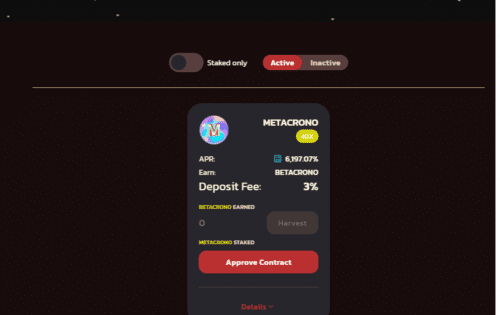 Staked only Active Inactive
METACRONO
40X
APR: 6,197.07%
Earn: BETACRONO
Deposit Fee: 3%
BETACRONO EARNED
0 Harvest
METACRONO STAKED
Approve Contract
Details